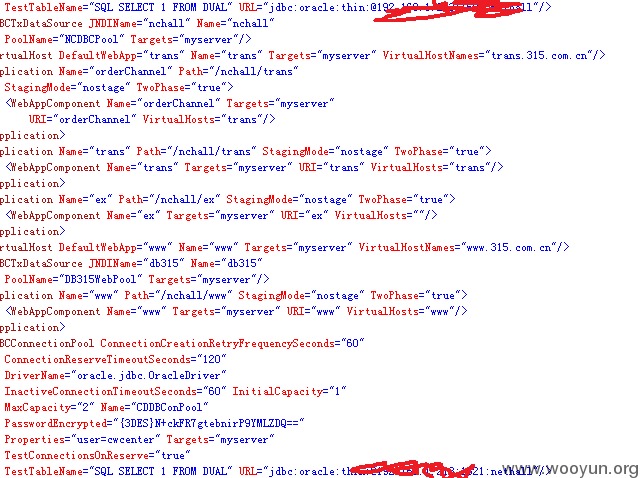 TestTableName="SQL SELECT 1 FROM DUAL" URL="jdbc:oracle:thin:@192.168.1 ll"/>
BCTxDataSource JNDIName="nchall" Name="nchall"
PoolName="NCDBCPool" Targets="myserver"/>
rtualHost DefaultWebApp="trans" Name="trans" Targets="myserver" VirtualHostNames="trans.315.com.cn"/>
plication Name="orderChannel" Path="/nchall/trans"
StagingMode="nostage" TwoPhase="true">
<WebAppComponent Name="orderChannel" Targets="myserver"
URI="orderChannel" VirtualHosts="trans"/>
pplication>
plication Name="trans" Path="/nchall/trans" StagingMode="nostage" TwoPhase="true">
<WebAppComponent Name="trans" Targets="myserver" URI="trans" VirtualHosts="trans"/>
pplication>
plication Name="ex" Path="/nchall/ex" StagingMode="nostage" TwoPhase="true">
<WebAppComponent Name="ex" Targets="myserver" URI="ex" VirtualHosts=""/>
pplication>
rtualHost DefaultWebApp="www" Name="www" Targets="myserver" VirtualHostNames="www.315.com.cn"/>
BCTxDataSource JNDIName="db315" Name="db315"
PoolName="DB315WebPool" Targets="myserver"/>
plication Name="www" Path="/nchall/www" StagingMode="nostage" TwoPhase="true">
<WebAppComponent Name="www" Targets="myserver" URI="www" VirtualHosts="www"/>
pplication>
BCConnectionPool ConnectionCreationRetryFrequencySeconds="60"
ConnectionReserveTimeoutSeconds="120"
DriverName="oracle.jdbc.OracleDriver"
InactiveConnectionTimeoutSeconds="60" InitialCapacity="1"
MaxCapacity="2" Name="CDDBConPool"
PasswordEncrypted="{3DES}N+ckFR7gtebnirP9YMLZDQ=="
Properties="user=cwcenter" Targets="myserver"
TestConnectionsOnReserve="true"
TestTableName="SQL SELECT 1 FROM DUAL" URL="jdbc:oracle:thin:@192 1521:nethall"/>
www.wooyun.org